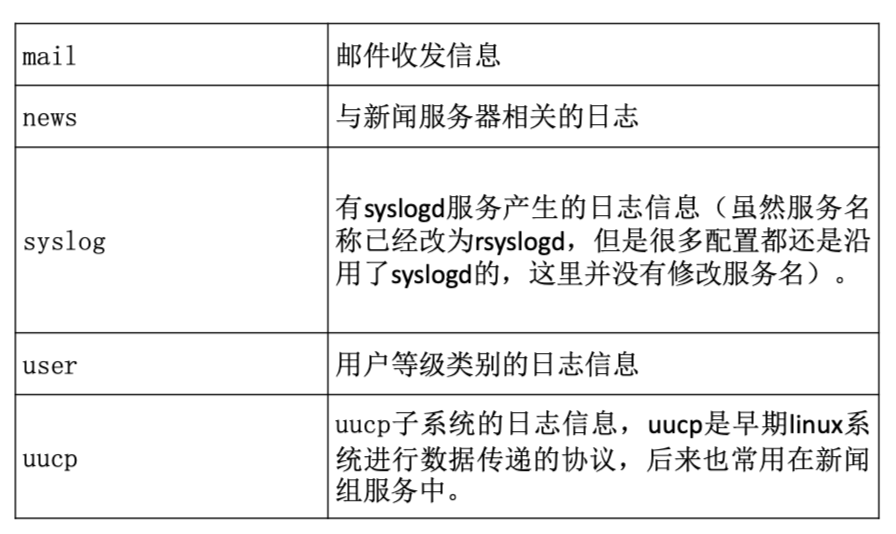 mail
邮件收发信息
news
与新闻服务器相关的日志
syslog
有syslogd服务产生的日志信息（虽然服务名
称已经改为rsyslogd，但是很多配置都还是沿
用了syslogd的，这里并没有修改服务名）。
user
用户等级类别的日志信息
uucp
uucp子系统的日志信息，uucp是早期linux系
统进行数据传递的协议，后来也常用在新闻
组服务中。